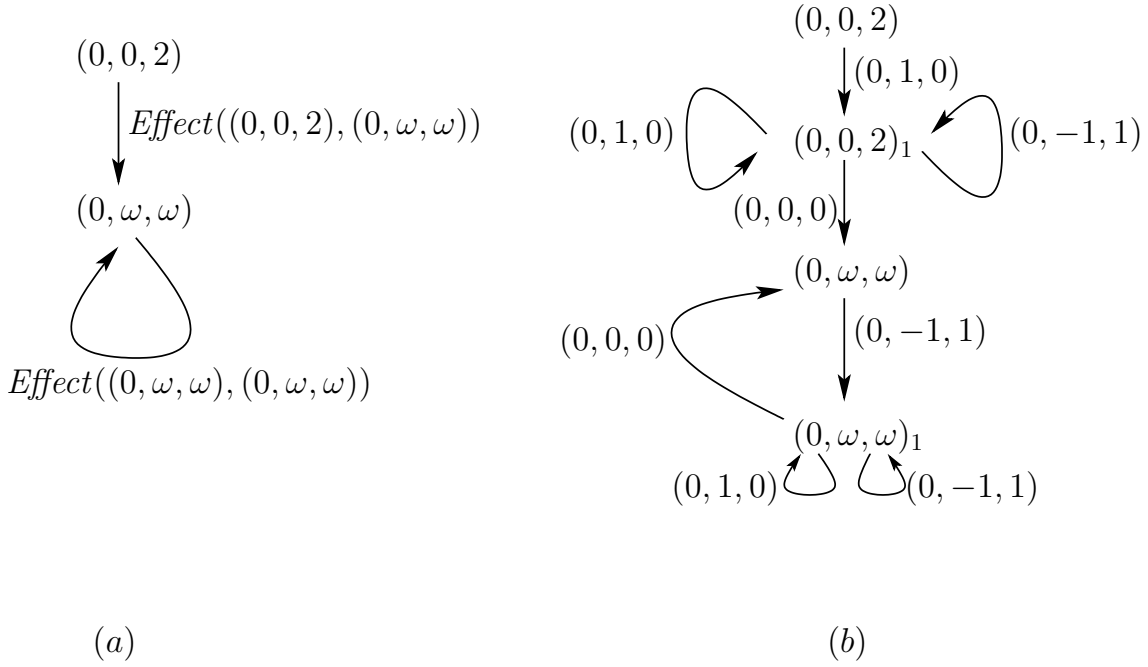 (0, 0, 2)
Effect((0, 0, 2), (0, ω, ω))
(0, ω, ω)
Effect((0, ω, ω), (0, ω, ω))
(a)
(0, 0, 2)
(0, 1, 0)
(0, 1, 0)
(0, 0, 2)₁
(0, −1, 1)
(0, 0, 0)
(0, ω, ω)
(0, 0, 0)
(0, −1, 1)
(0, ω, ω)₁
(0, 1, 0)
(0, −1, 1)
(b)